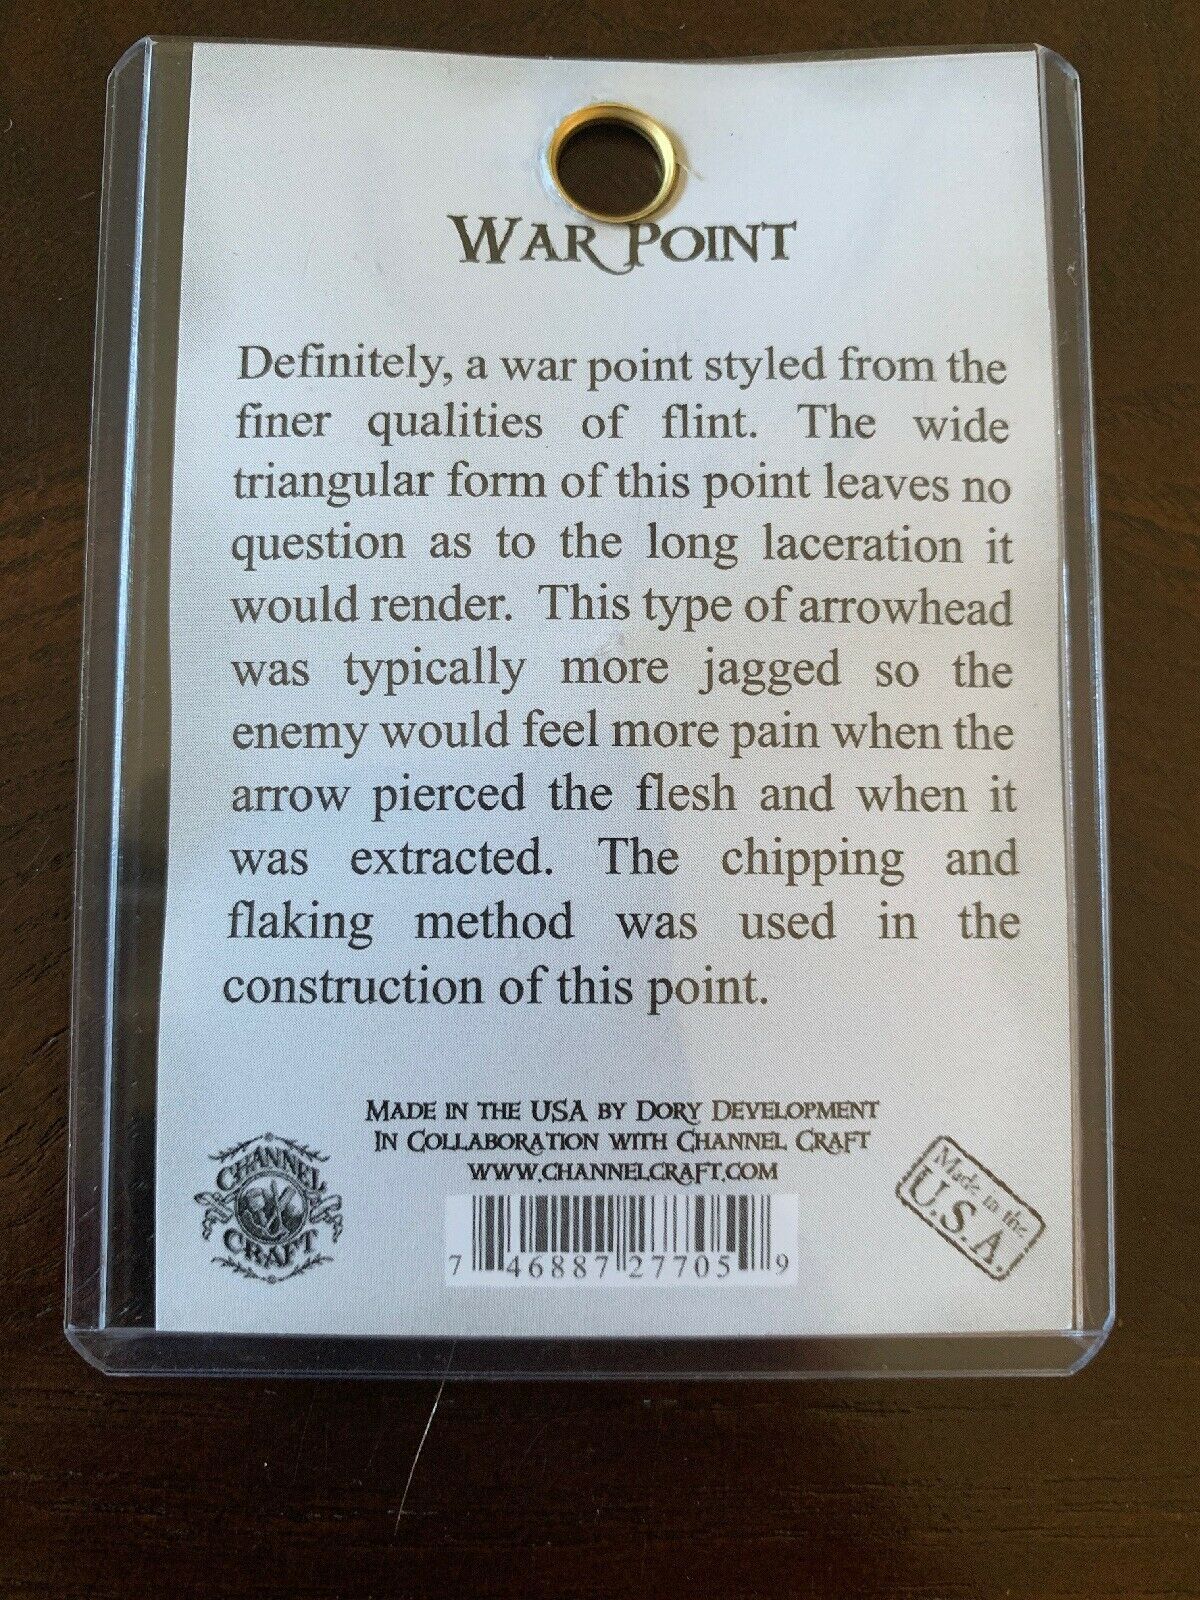 WAR POINT
Definitely, a war point styled from the
finer qualities of flint. The wide
triangular form of this point leaves no
question as to the long laceration it
would render. This type of arrowhead
was typically more jagged so the
enemy would feel more pain when the
arrow pierced the flesh and when it
was extracted. The chipping and
flaking method was used in the
construction of this point.
MADE IN THE USA BY DORY DEVELOPMENT
IN COLLABORATION WITH CHANNEL CRAFT
WWW.CHANNELCRAFT.COM
CHANNEL
CRAFT
7 46887 27705 9
Made in the
U.S.A.